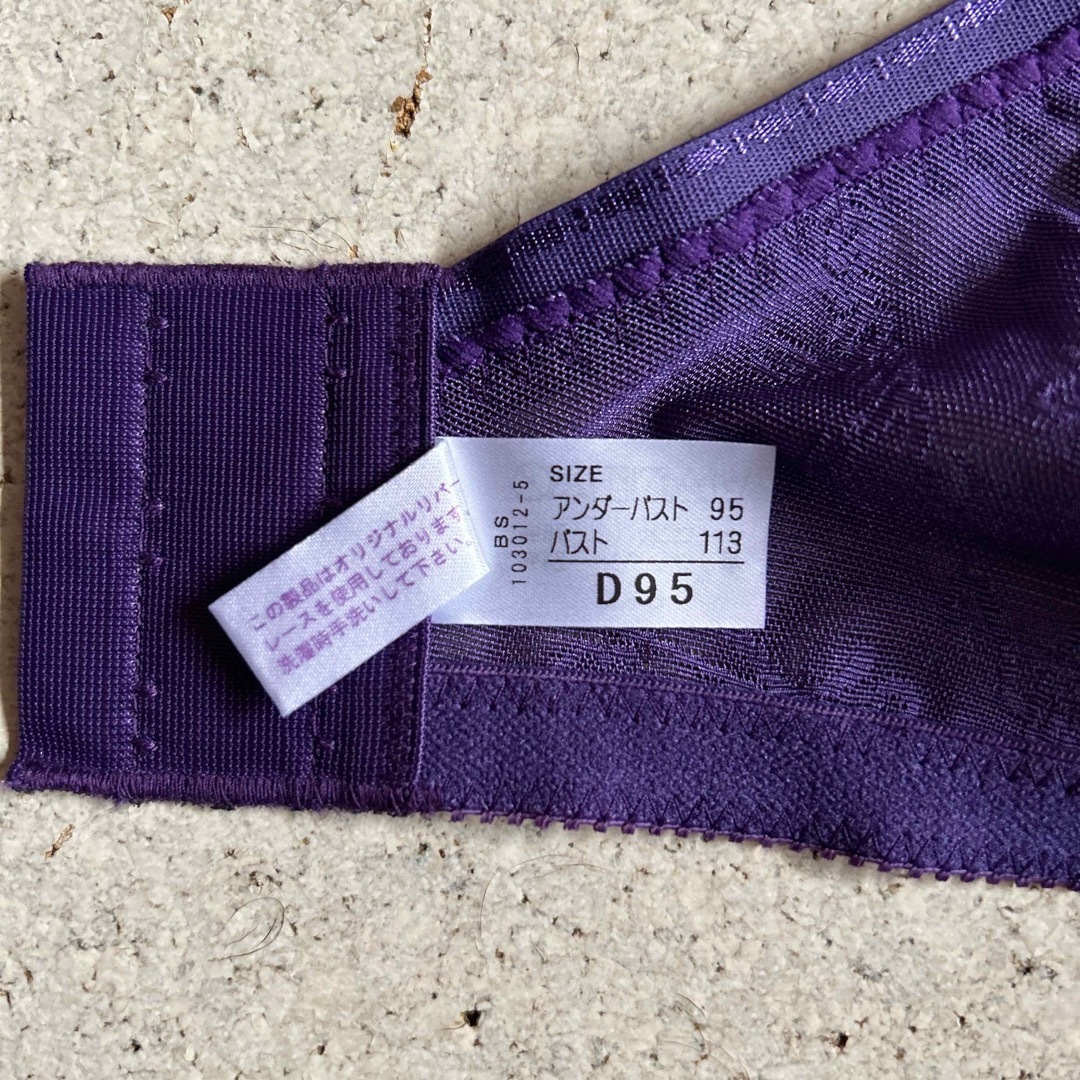 この製品はオリジナルリバー
レースを使用しております。
洗濯時手洗いして下さい。
BS
103012-5
SIZE
アンダーバスト 95
バスト 113
D95